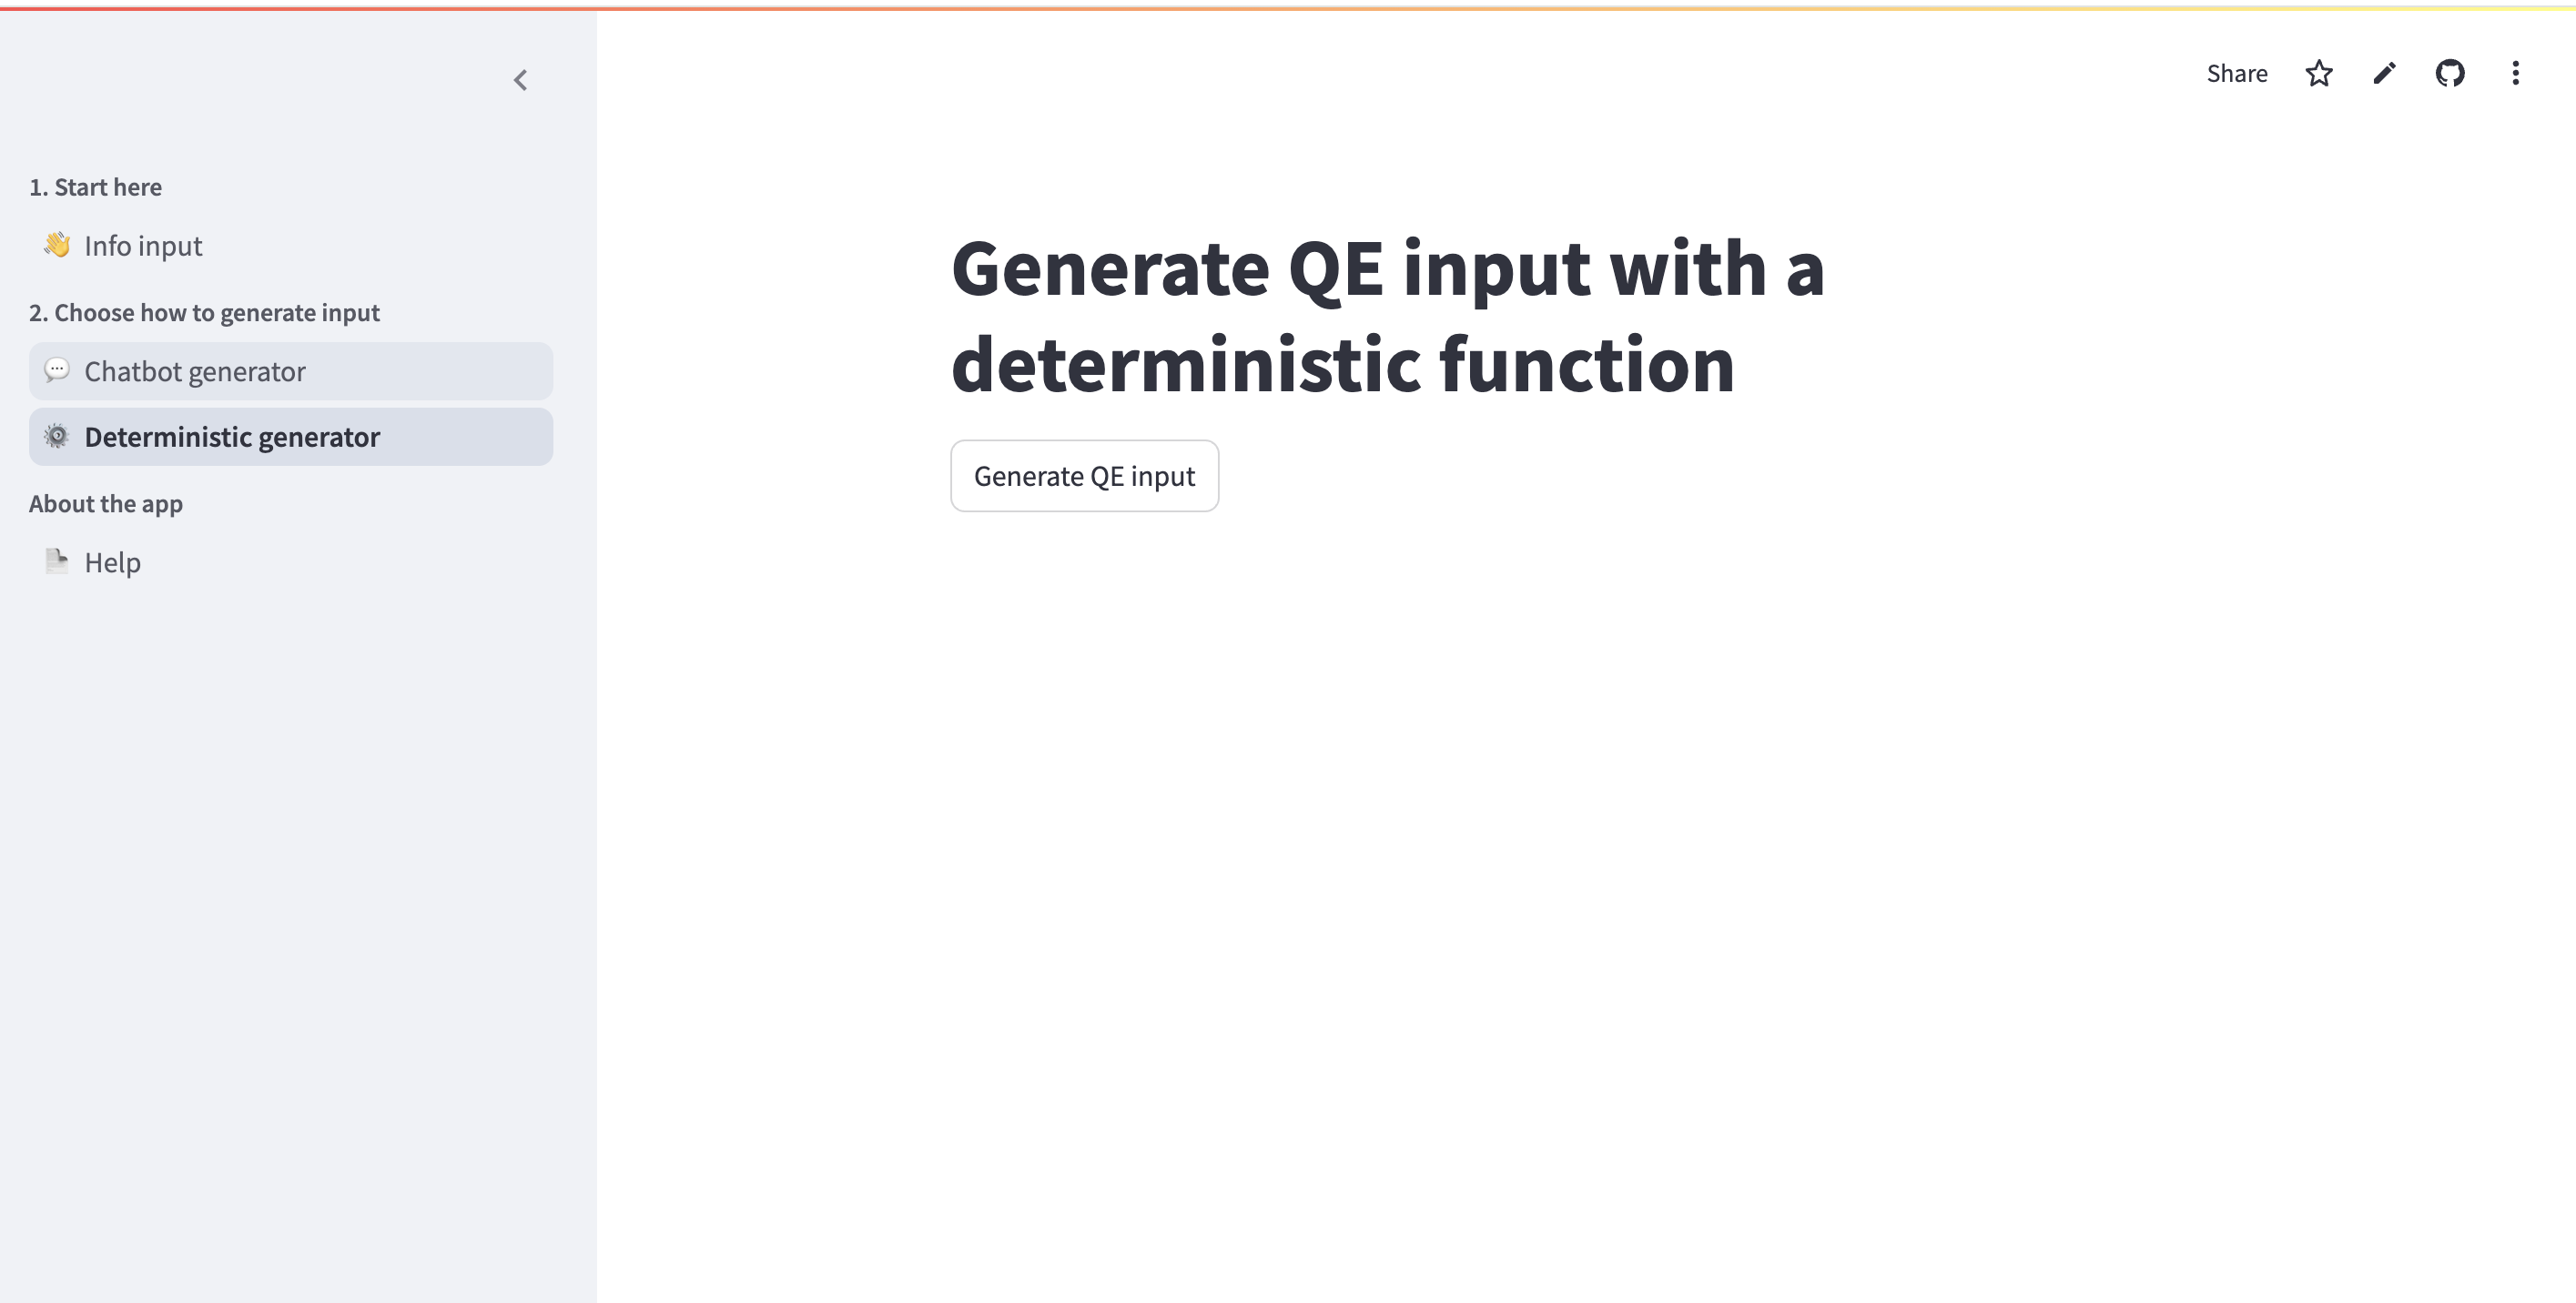 Share
1. Start here
Info input
2. Choose how to generate input
Chatbot generator
Deterministic generator
About the app
Help
Generate QE input with a
deterministic function
Generate QE input